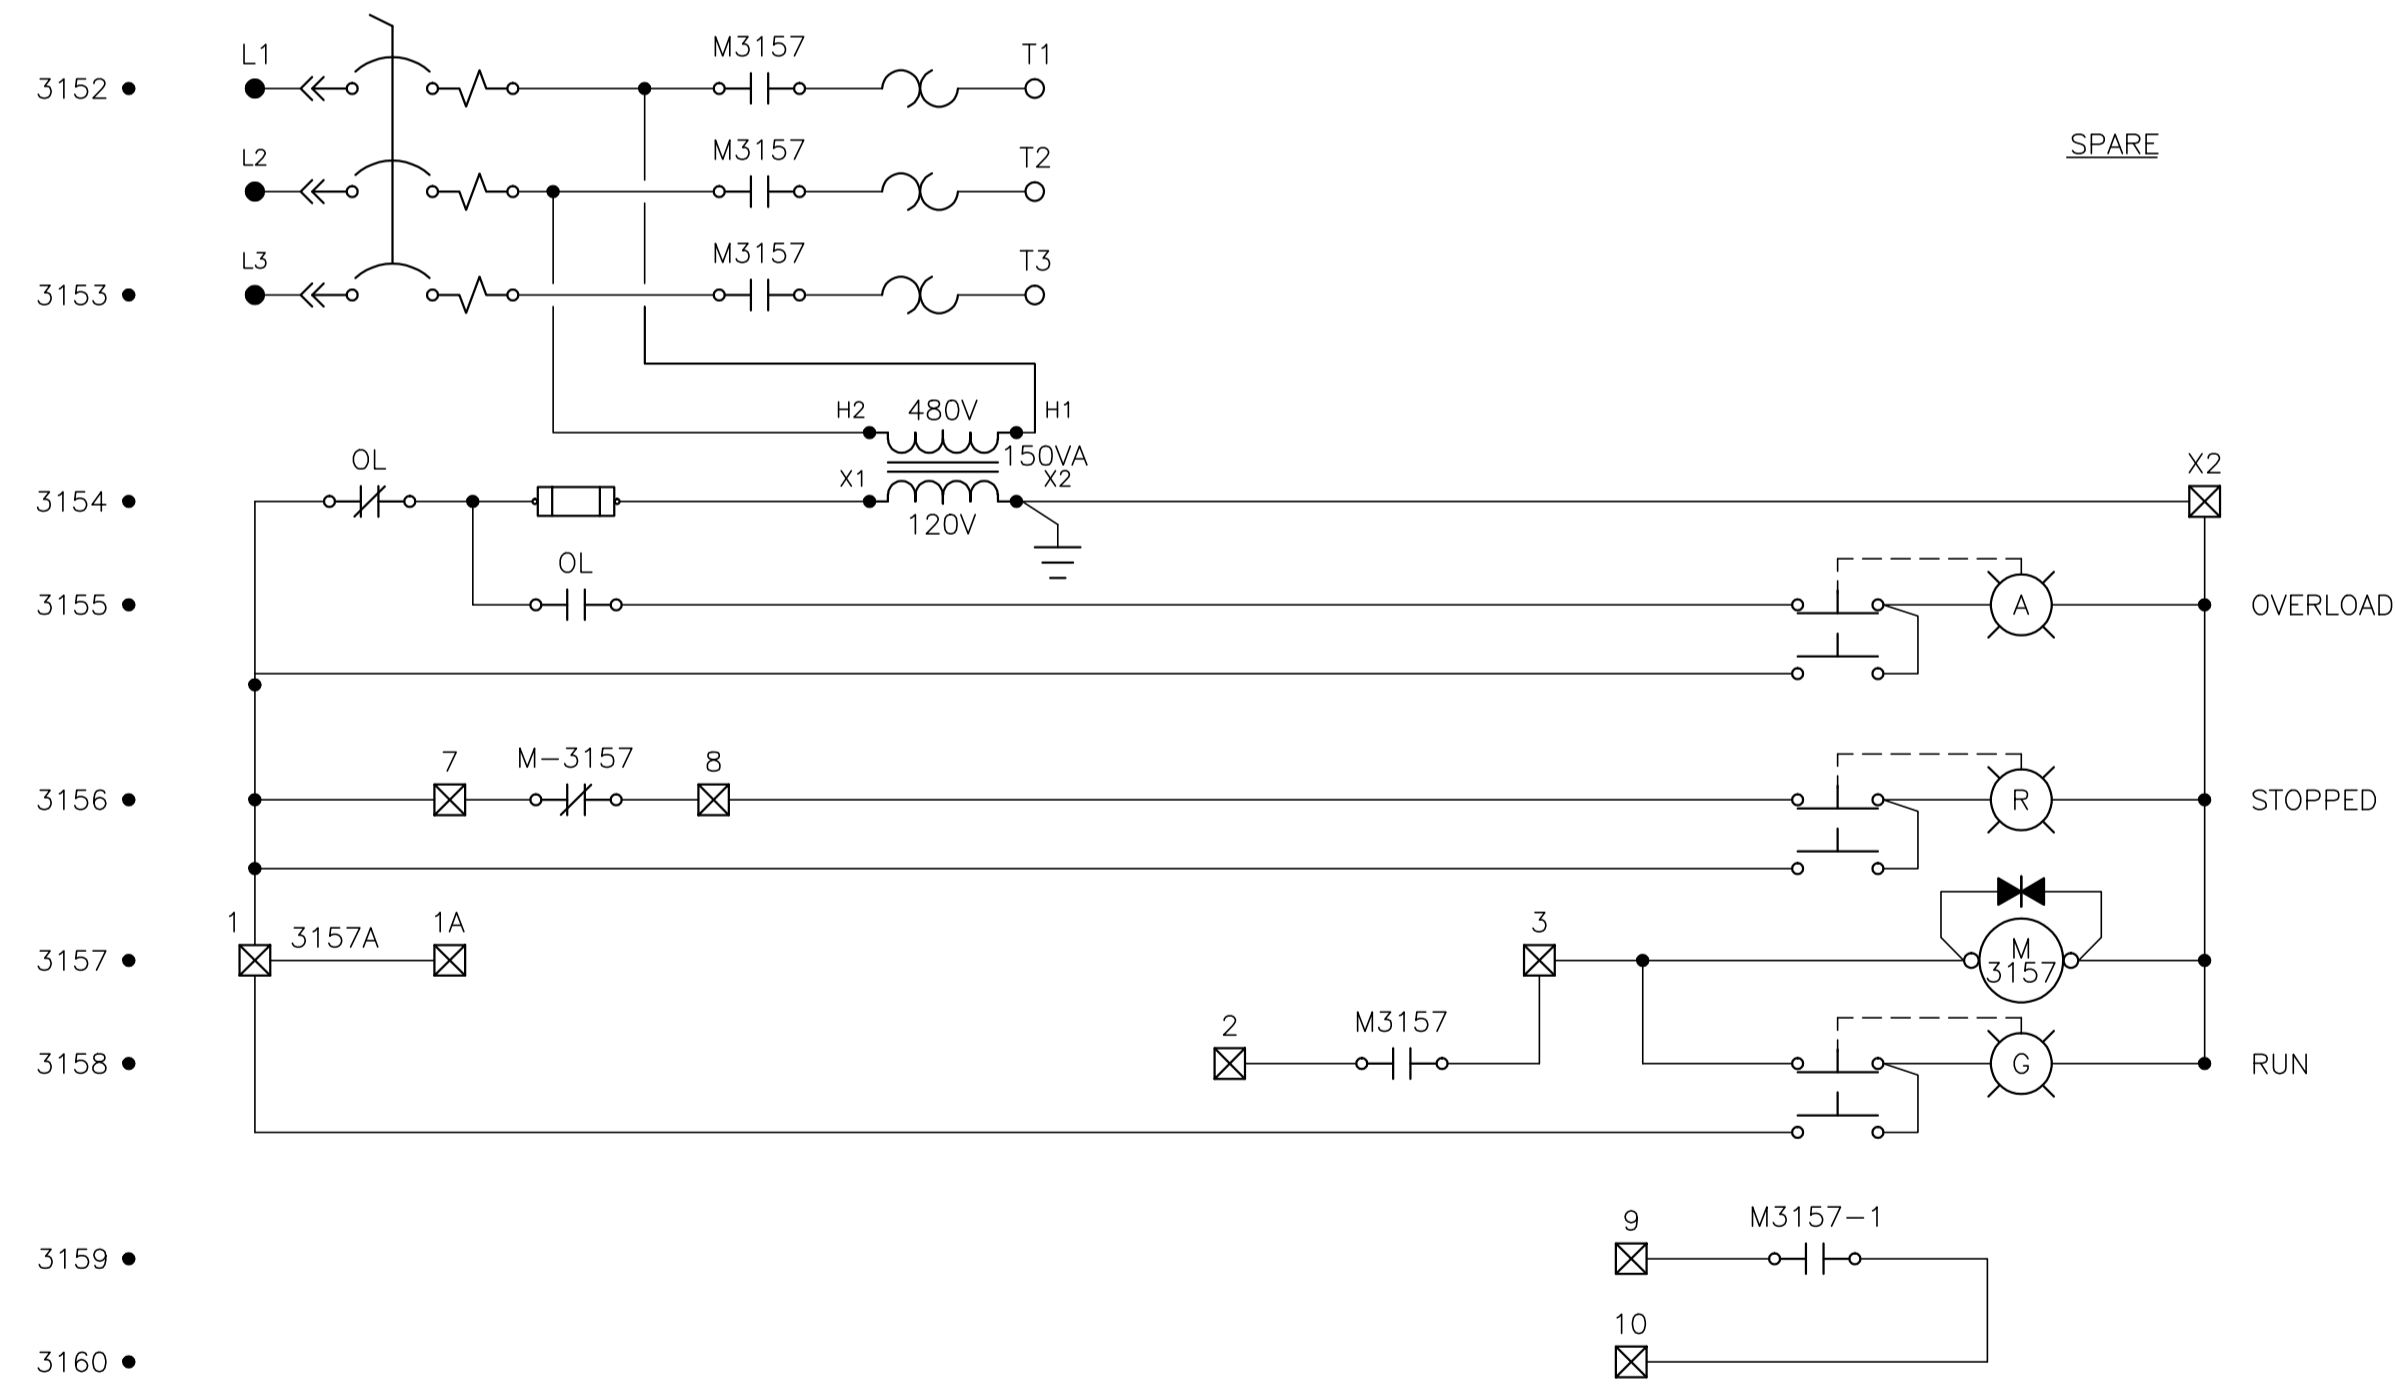 L1 M3157 T1
3152
SPARE
L2 M3157 T2
L3 M3157 T3
3153
H2 480V H1
150VA
OL X1 X2 X2
3154
120V
OL
3155 A OVERLOAD
7 M-3157 8
3156 R STOPPED
1 3157A 1A 3 M
3157 3157
2 M3157
3158 G RUN
9 M3157-1
3159
10
3160